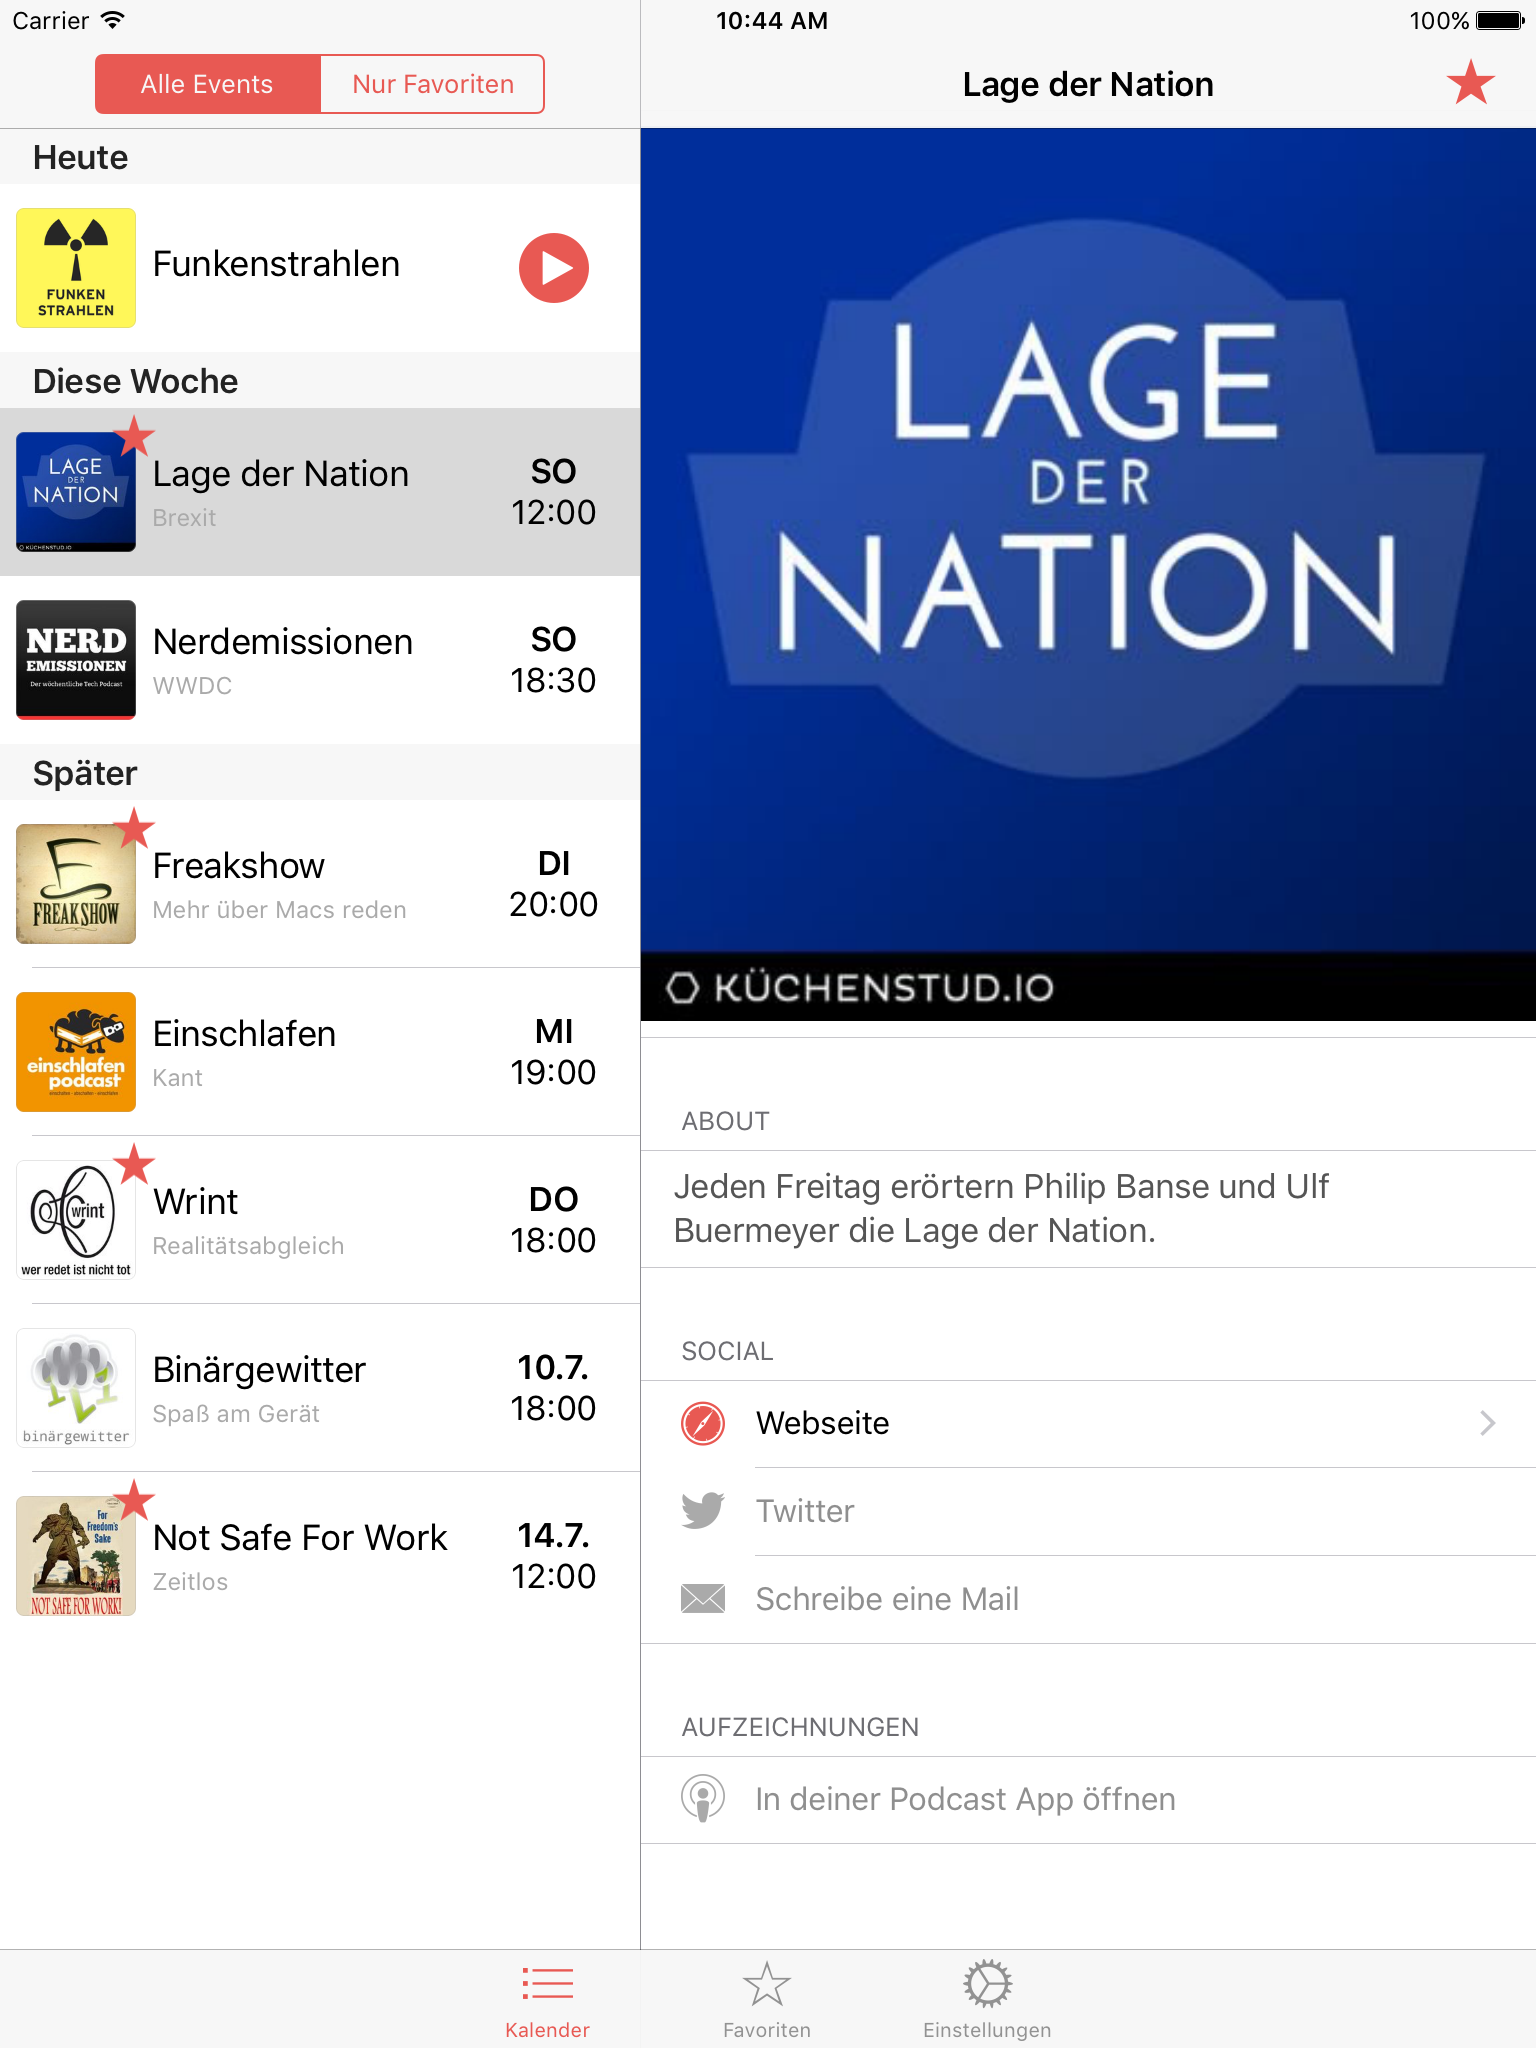 Carrier
10:44 AM
100%
Alle Events
Nur Favoriten
Lage der Nation
Heute
FUNKEN
STRAHLEN
Funkenstrahlen
Diese Woche
LAGE
DER
NATION
KÜCHENSTUD.IO
Lage der Nation
Brexit
SO
12:00
NERD
EMISSIONEN
Der wöchentliche Tech Podcast
Nerdemissionen
WWDC
SO
18:30
Später
FREAKSHOW
Freakshow
Mehr über Macs reden
DI
20:00
einschlafen
podcast
Einschlafen
Kant
MI
19:00
wrint
wer redet ist nicht tot
Wrint
Realitätsabgleich
DO
18:00
binärgewitter
Binärgewitter
Spaß am Gerät
10.7.
18:00
For
Freedom's
Sake
NOT SAFE FOR WORK!
Not Safe For Work
Zeitlos
14.7.
12:00
LAGE
DER
NATION
KÜCHENSTUD.IO
ABOUT
Jeden Freitag erörtern Philip Banse und Ulf
Buermeyer die Lage der Nation.
SOCIAL
Webseite
Twitter
Schreibe eine Mail
AUFZEICHNUNGEN
In deiner Podcast App öffnen
Kalender
Favoriten
Einstellungen